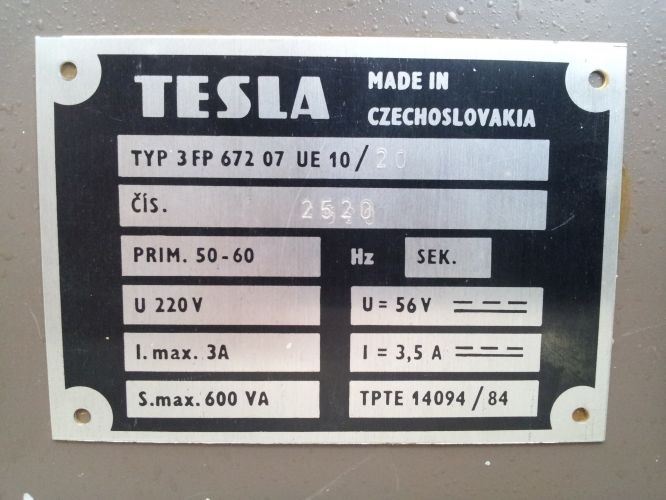 TESLA
MADE IN
CZECHOSLOVAKIA
TYP 3 FP 672 07 UE 10/20
čís. 2520
PRIM. 50-60 Hz SEK.
U 220 V U = 56 V
I. max. 3A I = 3,5 A
S. max. 600 VA TPTE 14094/84